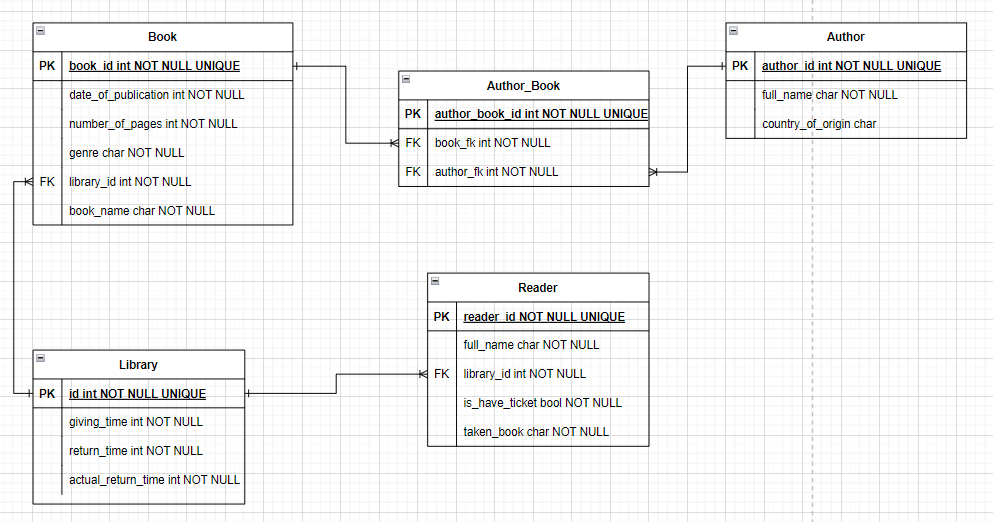 Book
PK book_id int NOT NULL UNIQUE
date_of_publication int NOT NULL
number_of_pages int NOT NULL
genre char NOT NULL
FK library_id int NOT NULL
book_name char NOT NULL
Author_Book
PK author_book_id int NOT NULL UNIQUE
FK book_fk int NOT NULL
FK author_fk int NOT NULL
Author
PK author_id int NOT NULL UNIQUE
full_name char NOT NULL
country_of_origin char
Library
PK id int NOT NULL UNIQUE
giving_time int NOT NULL
return_time int NOT NULL
actual_return_time int NOT NULL
Reader
PK reader_id NOT NULL UNIQUE
full_name char NOT NULL
FK library_id int NOT NULL
is_have_ticket bool NOT NULL
taken_book char NOT NULL